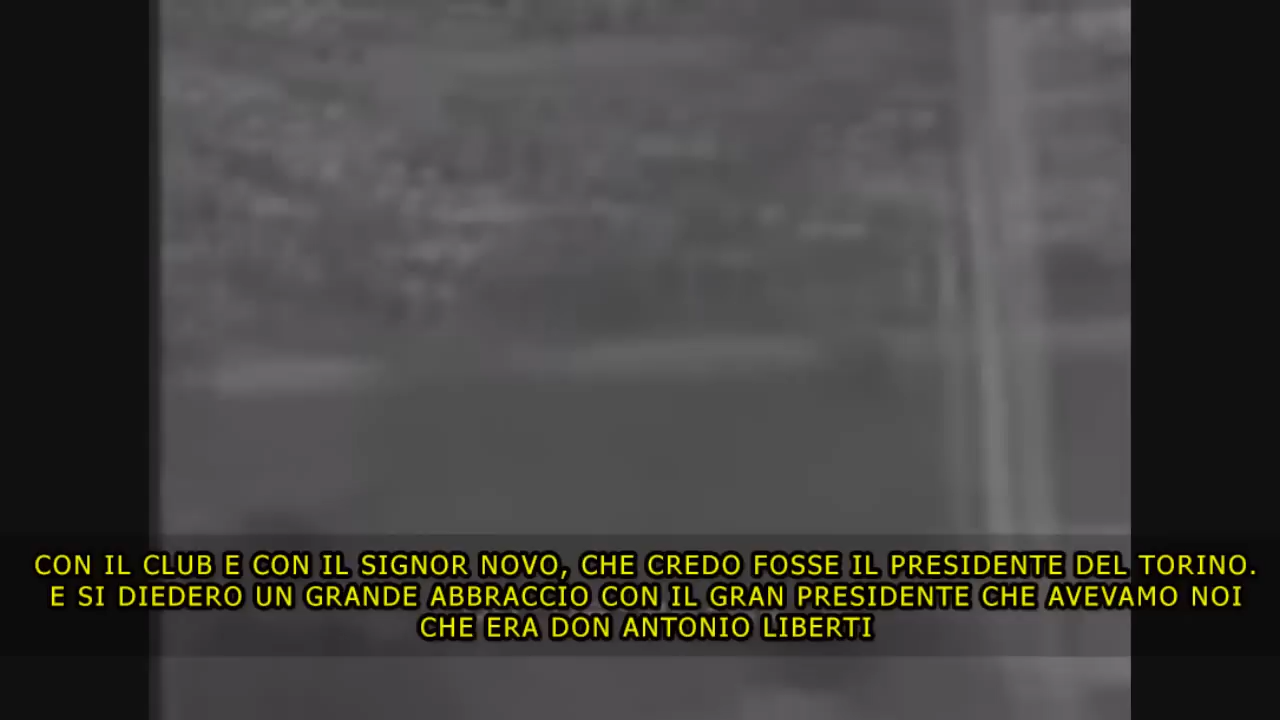 CON IL CLUB E CON IL SIGNOR NOVO, CHE CREDO FOSSE IL PRESIDENTE DEL TORINO.
E SI DIEDERO UN GRANDE ABBRACCIO CON IL GRAN PRESIDENTE CHE AVEVAMO NOI
CHE ERA DON ANTONIO LIBERTI